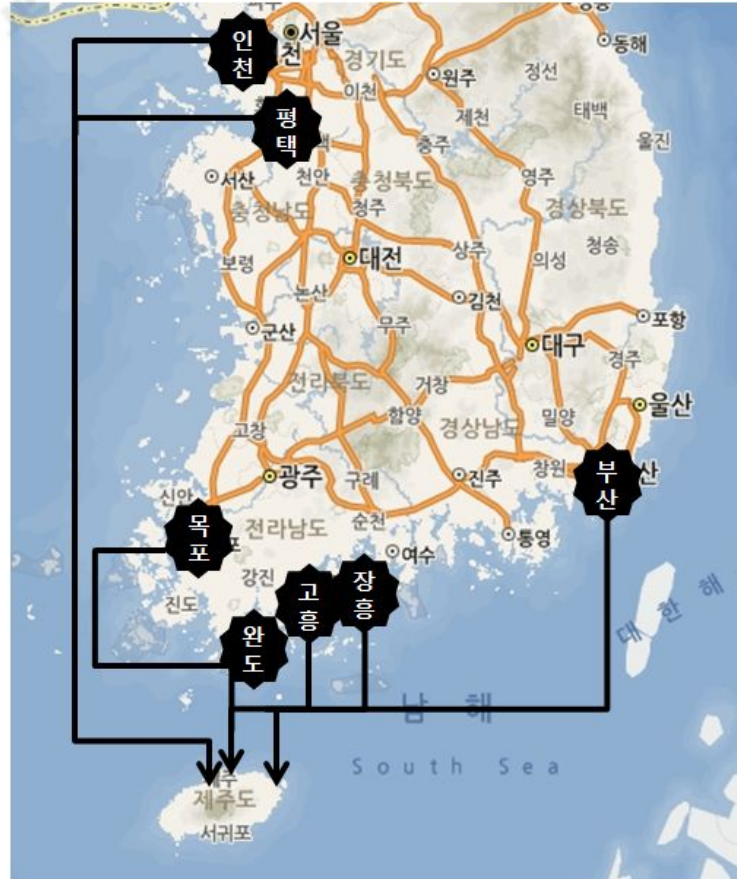 인천
서울
천
경기도
동해
원주
정선
이천
평택
택
제천
태백
충주
울진
서산
천안
충청북도
영주
충청남도
청주
경상북도
보령
대전
상주
의성
청송
논산
김천
군산
무주
포항
대구
경주
전라북도
거창
고창
함양
경상남도
밀양
울산
광주
구례
진주
창원
부산
산
신안
목포
포
전라남도
순천
통영
여수
강진
고흥
장흥
진도
완도
대한해
남해
South Sea
제주
제주도
서귀포